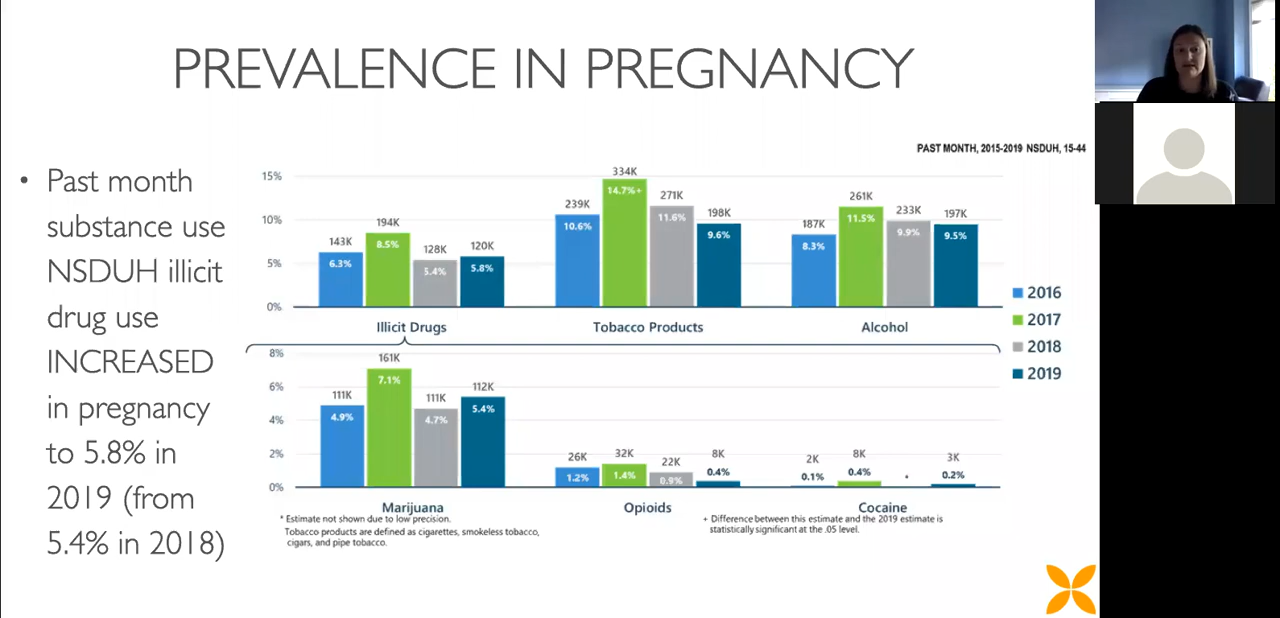 PREVALENCE IN PREGNANCY
• Past month
substance use
NSDUH illicit
drug use
INCREASED
in pregnancy
to 5.8% in
2019 (from
5.4% in 2018)
PAST MONTH, 2015-2019 NSDUH, 15-44
15%
10%
5%
0%
143K
6.3%
194K
8.5%
128K
5.4%
120K
5.8%
239K
10.6%
334K
14.7%+
271K
11.6%
198K
9.6%
187K
8.3%
261K
11.5%
233K
9.9%
197K
9.5%
Illicit Drugs
Tobacco Products
Alcohol
2016
2017
2018
2019
8%
6%
4%
2%
0%
111K
4.9%
161K
7.1%
111K
4.7%
112K
5.4%
26K
1.2%
32K
1.4%
22K
0.9%
8K
0.4%
2K
0.1%
8K
0.4%
*
3K
0.2%
Marijuana
Opioids
Cocaine
* Estimate not shown due to low precision.
Tobacco products are defined as cigarettes, smokeless tobacco,
cigars, and pipe tobacco.
+ Difference between this estimate and the 2019 estimate is
statistically significant at the .05 level.